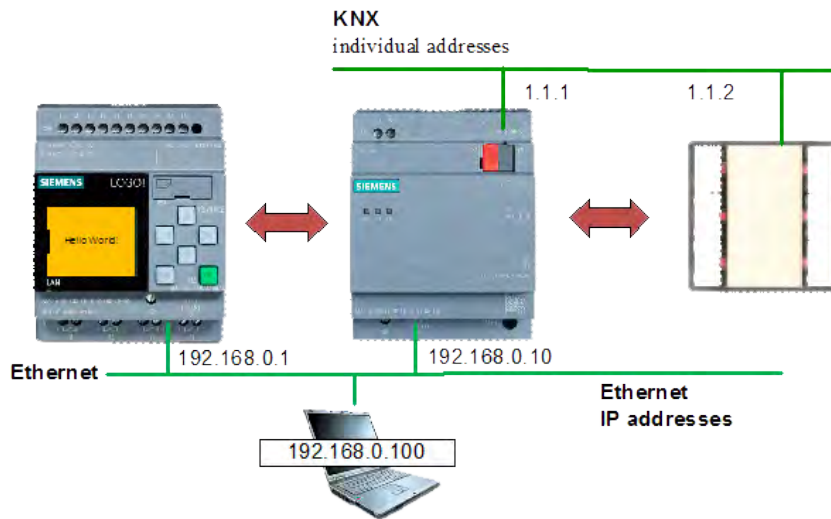 KNX
individual addresses
1.1.1
1.1.2
SIEMENS
LOGO!
SIEMENS
Hello World!
LAN
192.168.0.1
192.168.0.10
Ethernet
Ethernet
IP addresses
192.168.0.100